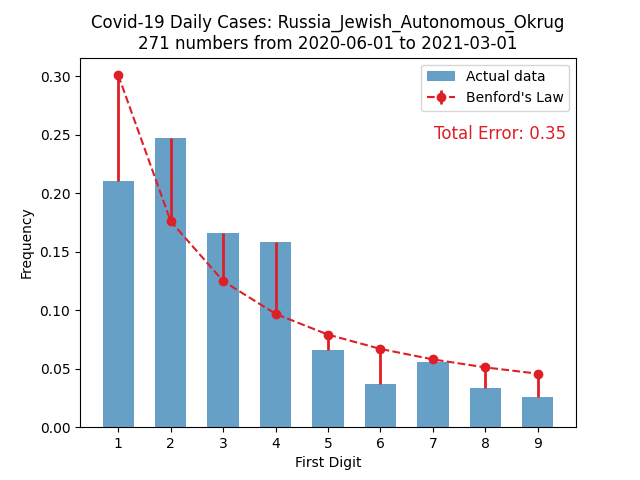 Covid-19 Daily Cases: Russia_Jewish_Autonomous_Okrug
271 numbers from 2020-06-01 to 2021-03-01
Actual data
Benford's Law
Total Error: 0.35
Frequency
0.30
0.25
0.20
0.15
0.10
0.05
0.00
1 2 3 4 5 6 7 8 9
First Digit